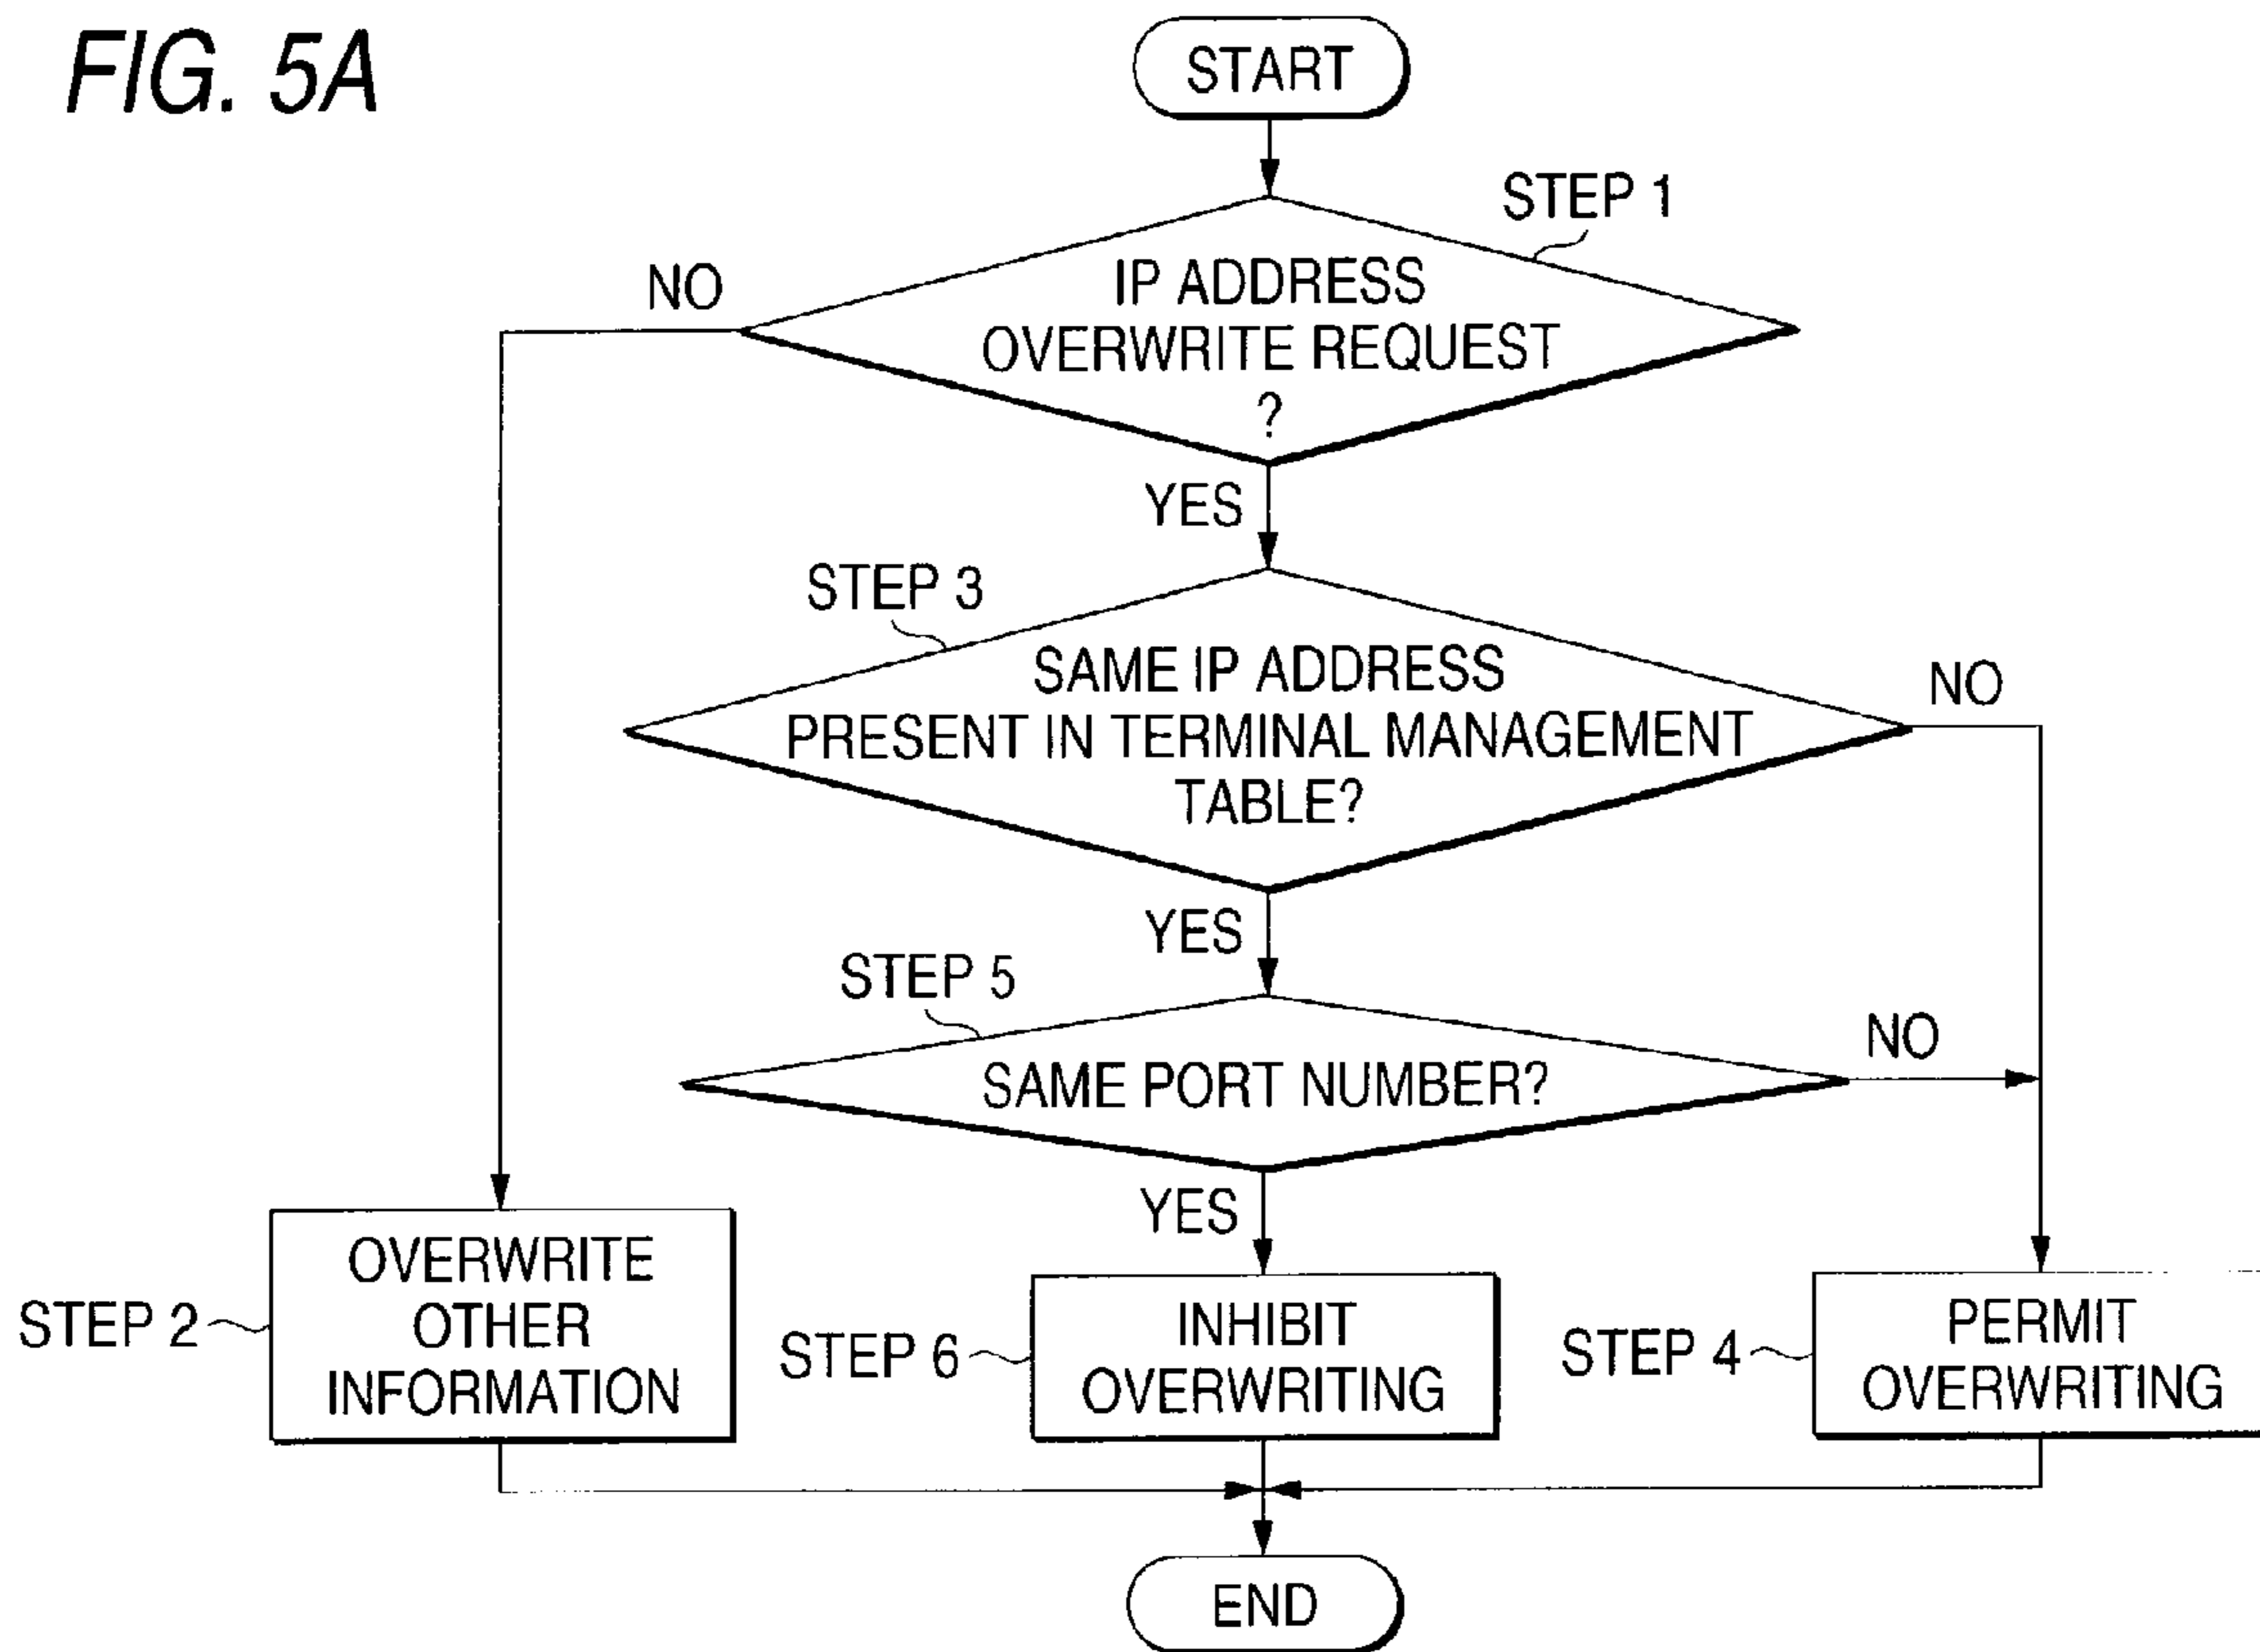 FIG. 5A
START
STEP 1
NO
IP ADDRESS
OVERWRITE REQUEST
?
YES
STEP 3
SAME IP ADDRESS
PRESENT IN TERMINAL MANAGEMENT
TABLE?
NO
YES
STEP 5
SAME PORT NUMBER?
NO
YES
STEP 2
OVERWRITE
OTHER
INFORMATION
STEP 6
INHIBIT
OVERWRITING
STEP 4
PERMIT
OVERWRITING
END